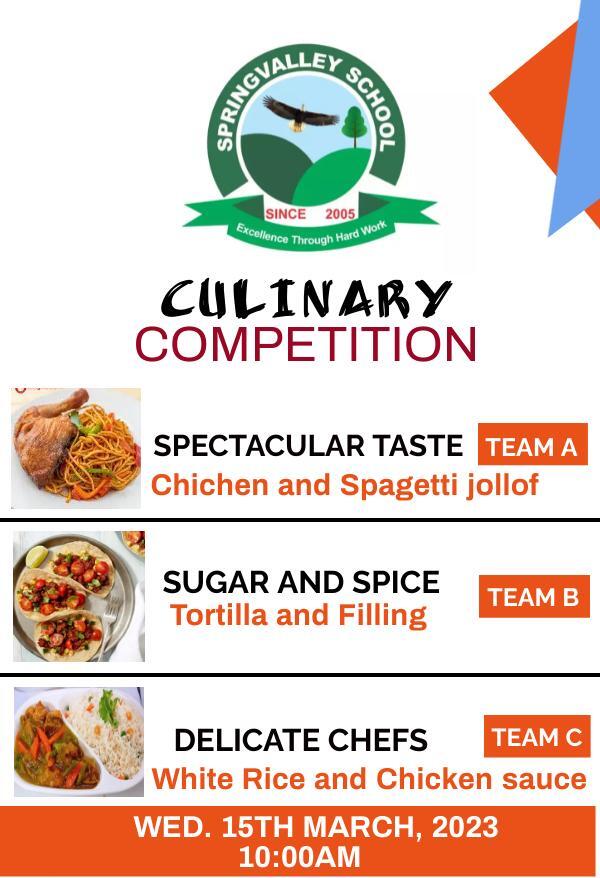 SPRINGVALLEY SCHOOL
SINCE 2005
Excellence Through Hard Work
CULINARY
COMPETITION
SPECTACULAR TASTE TEAM A
Chichen and Spagetti jollof
SUGAR AND SPICE
TEAM B
Tortilla and Filling
DELICATE CHEFS TEAM C
White Rice and Chicken sauce
WED. 15TH MARCH, 2023
10:00AM